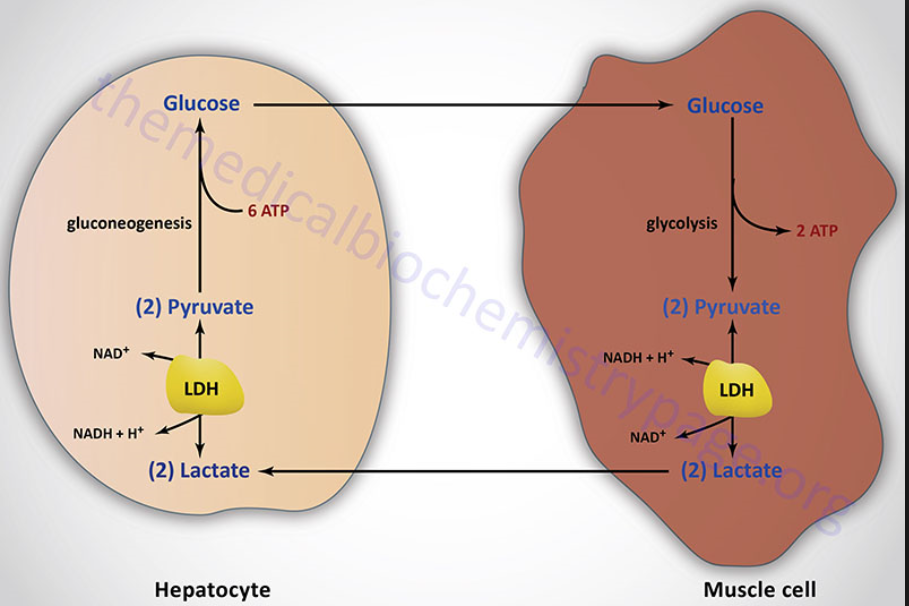 Glucose
Glucose
6 ATP
gluconeogenesis
glycolysis
2 ATP
(2) Pyruvate
(2) Pyruvate
NAD⁺
NADH + H⁺
LDH
LDH
NADH + H⁺
NAD⁺
(2) Lactate
(2) Lactate
Hepatocyte
Muscle cell
themedicalbiochemistrypage.org